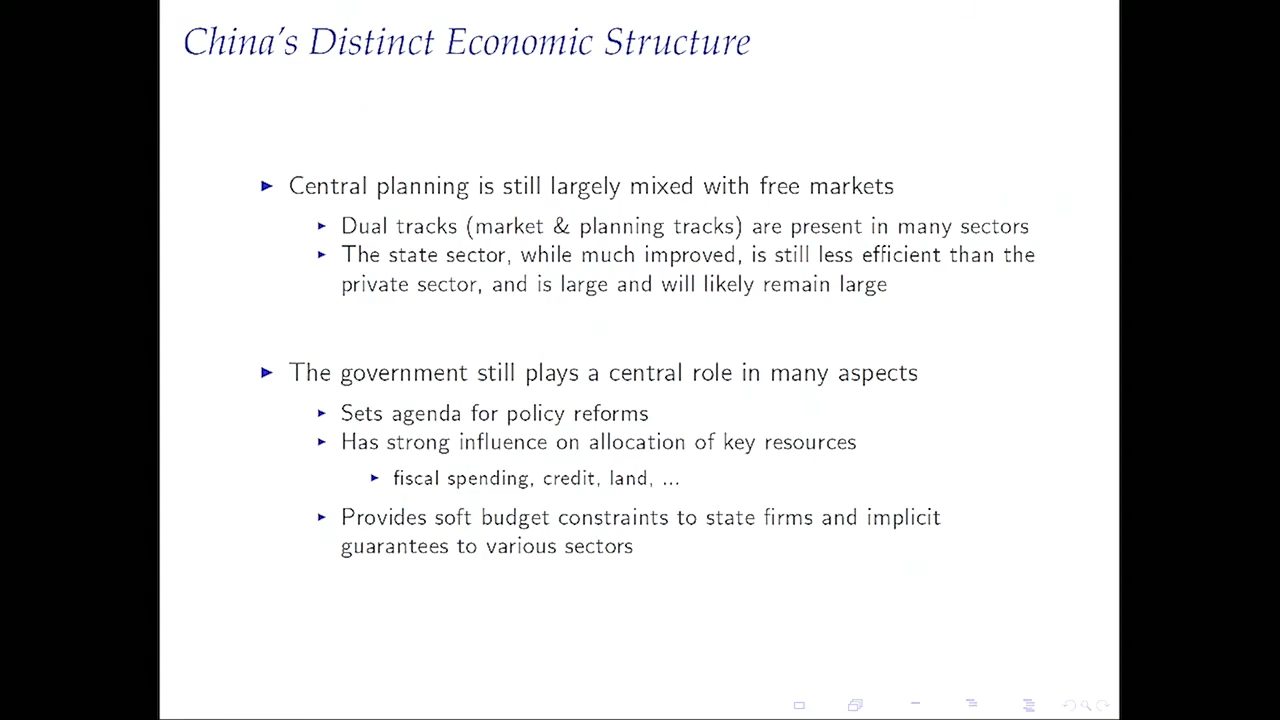 China's Distinct Economic Structure
Central planning is still largely mixed with free markets
Dual tracks (market & planning tracks) are present in many sectors
The state sector, while much improved, is still less efficient than the
private sector, and is large and will likely remain large
The government still plays a central role in many aspects
Sets agenda for policy reforms
Has strong influence on allocation of key resources
fiscal spending, credit, land, ...
Provides soft budget constraints to state firms and implicit
guarantees to various sectors